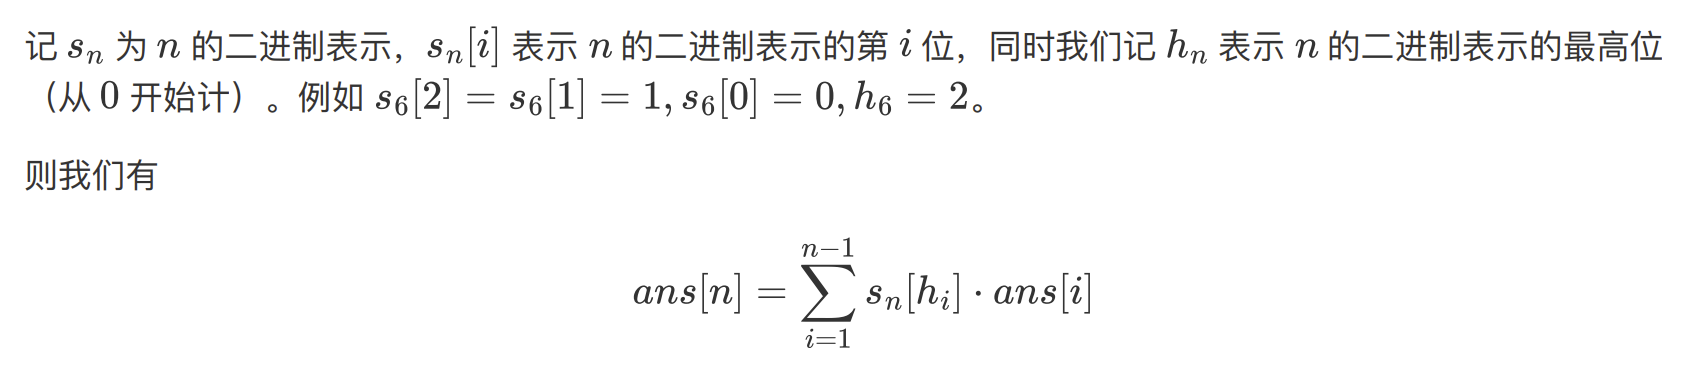 记 $s_n$ 为 $n$ 的二进制表示，$s_n[i]$ 表示 $n$ 的二进制表示的第 $i$ 位，同时我们记 $h_n$ 表示 $n$ 的二进制表示的最高位
（从 $0$ 开始计）。例如 $s_6[2] = s_6[1] = 1, s_6[0] = 0, h_6 = 2$。
则我们有
$ans[n] = \sum_{i=1}^{n-1} s_n[h_i] \cdot ans[i]$